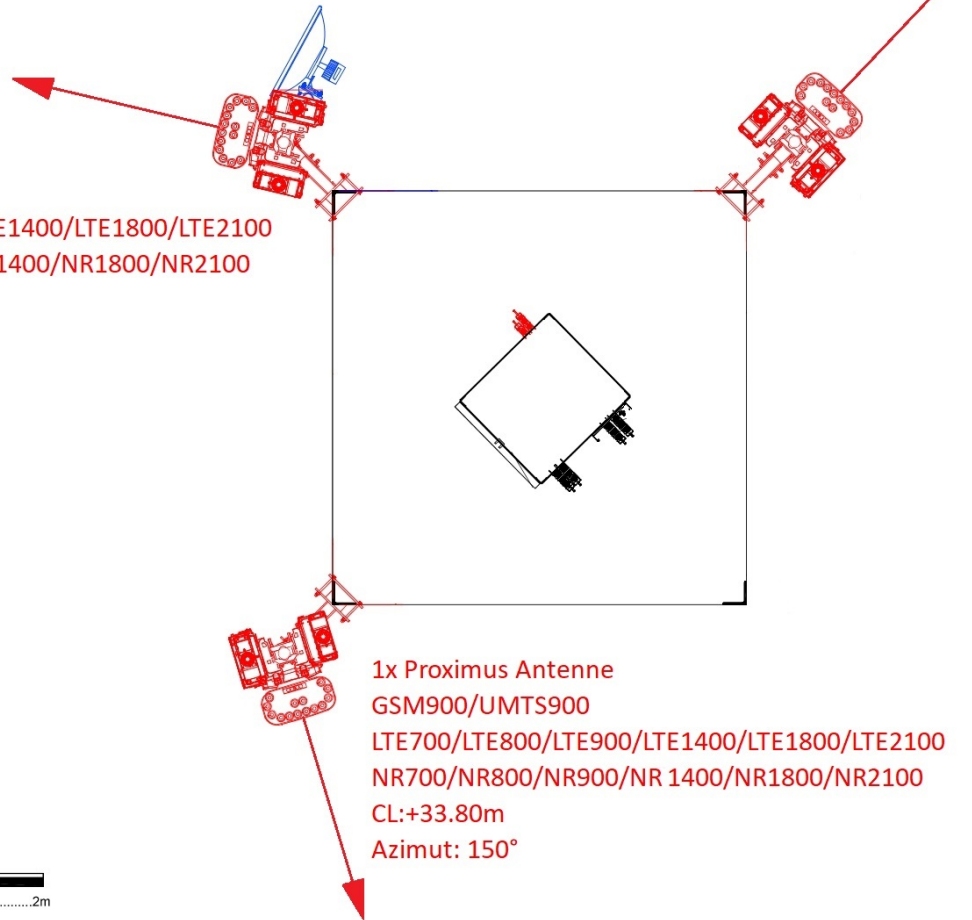 E1400/LTE1800/LTE2100
1400/NR1800/NR2100
1x Proximus Antenne
GSM900/UMTS900
LTE700/LTE800/LTE900/LTE1400/LTE1800/LTE2100
NR700/NR800/NR900/NR 1400/NR1800/NR2100
CL:+33.80m
Azimut: 150°
.........2m